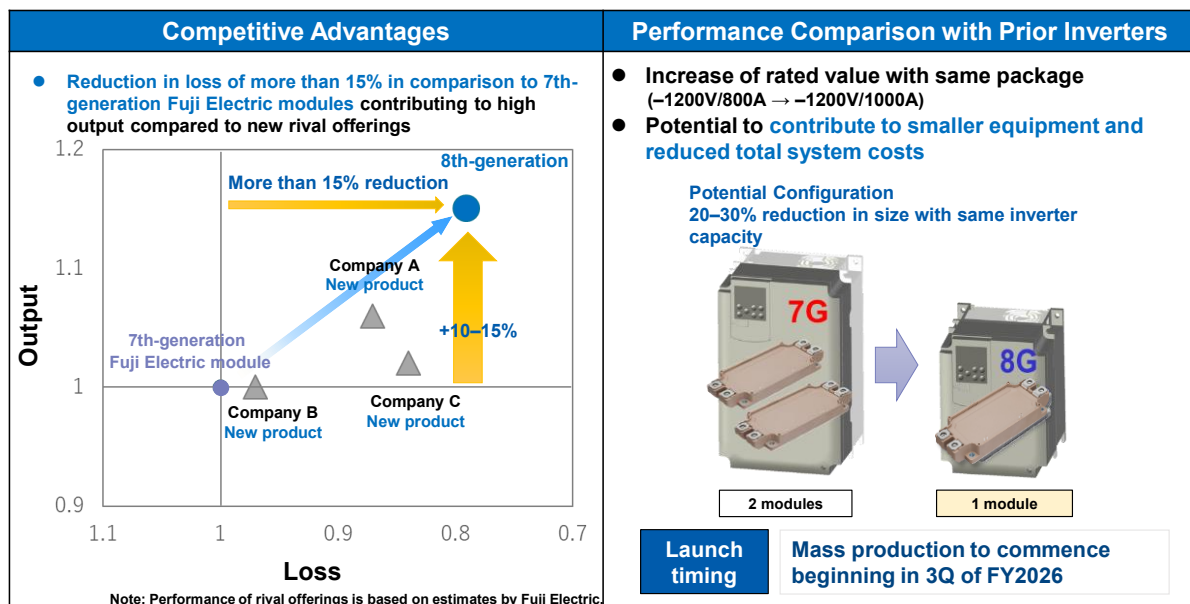 Competitive Advantages
Reduction in loss of more than 15% in comparison to 7th-
generation Fuji Electric modules contributing to high
output compared to new rival offerings
1.2
8th-generation
More than 15% reduction
1.1
Company A
New product
Output
+10–15%
7th-generation
Fuji Electric module
1
Company B
New product
Company C
New product
0.9
1.1
1
0.9
0.8
0.7
Loss
Note: Performance of rival offerings is based on estimates by Fuji Electric.
Performance Comparison with Prior Inverters
Increase of rated value with same package
(–1200V/800A → –1200V/1000A)
Potential to contribute to smaller equipment and
reduced total system costs
Potential Configuration
20–30% reduction in size with same inverter
capacity
7G
8G
2 modules
1 module
Launch
timing
Mass production to commence
beginning in 3Q of FY2026